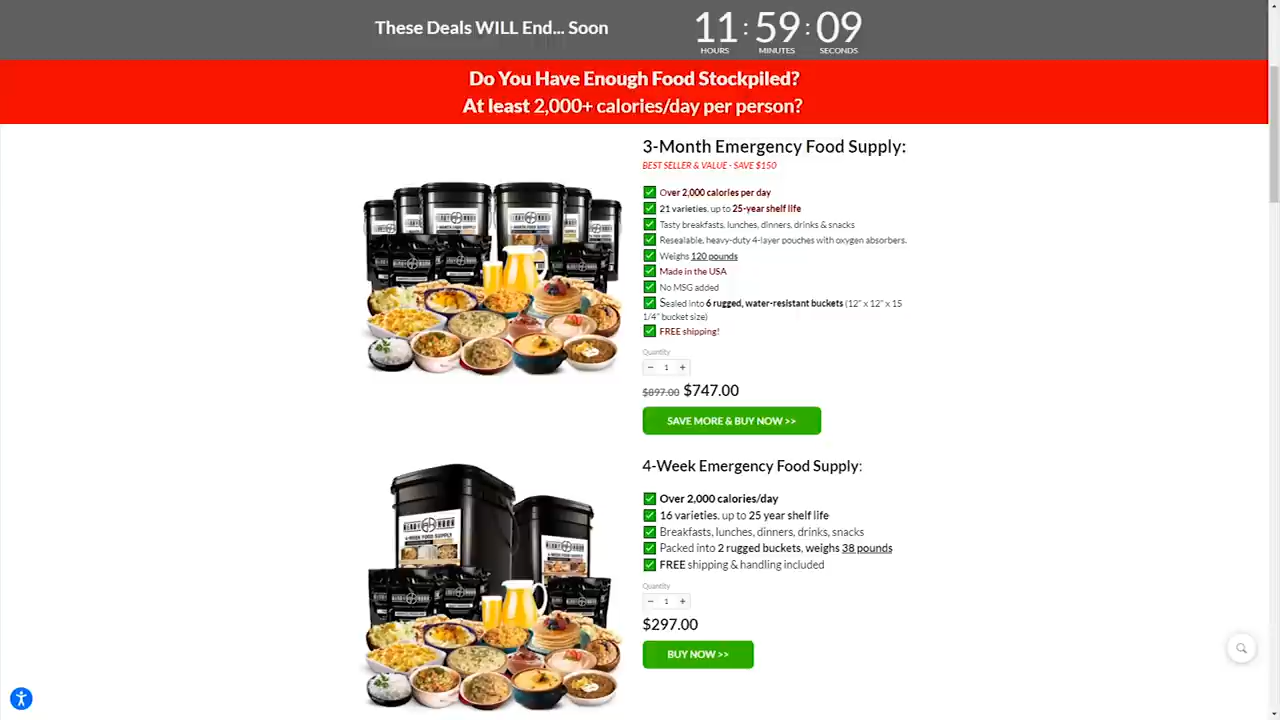 These Deals WILL End... Soon
11 : 59 : 09
HOURS MINUTES SECONDS
Do You Have Enough Food Stockpiled?
At least 2,000+ calories/day per person?
3-Month Emergency Food Supply:
BEST SELLER & VALUE - SAVE $150
Over 2,000 calories per day
21 varieties, up to 25-year shelf life
Tasty breakfasts, lunches, dinners, drinks & snacks
Resealable, heavy-duty 4-layer pouches with oxygen absorbers.
Weighs 120 pounds
Made in the USA
No MSG added
Sealed into 6 rugged, water-resistant buckets (12" x 12" x 15
1/4" bucket size)
FREE shipping!
Quantity
− 1 +
$897.00 $747.00
SAVE MORE & BUY NOW >>
4-Week Emergency Food Supply:
Over 2,000 calories/day
16 varieties, up to 25 year shelf life
Breakfasts, lunches, dinners, drinks, snacks
Packed into 2 rugged buckets, weighs 38 pounds
FREE shipping & handling included
Quantity
− 1 +
$297.00
BUY NOW >>
READY HOUR
4-WEEK FOOD SUPPLY